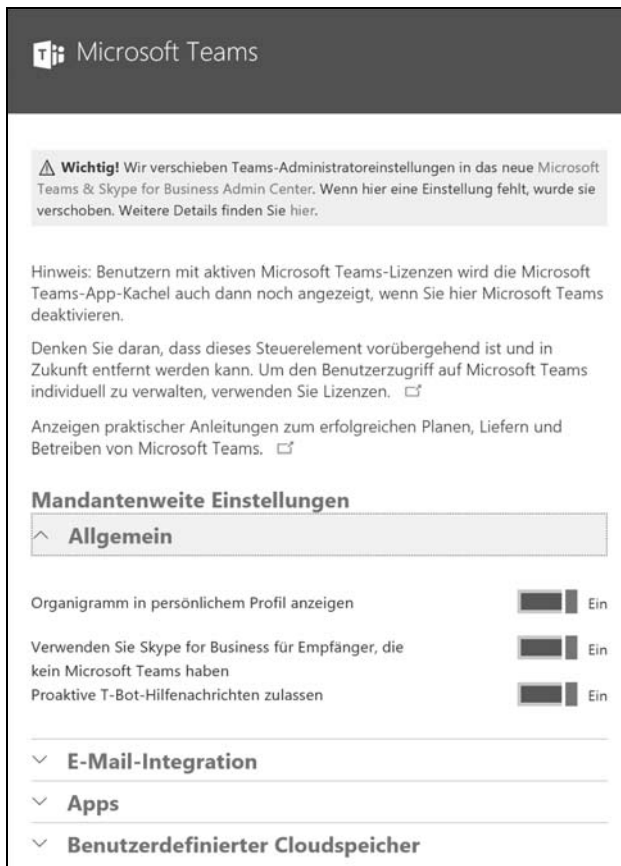 Microsoft Teams
Wichtig! Wir verschieben Teams-Administratoreinstellungen in das neue Microsoft
Teams & Skype for Business Admin Center. Wenn hier eine Einstellung fehlt, wurde sie
verschoben. Weitere Details finden Sie hier.
Hinweis: Benutzern mit aktiven Microsoft Teams-Lizenzen wird die Microsoft
Teams-App-Kachel auch dann noch angezeigt, wenn Sie hier Microsoft Teams
deaktivieren.
Denken Sie daran, dass dieses Steuerelement vorübergehend ist und in
Zukunft entfernt werden kann. Um den Benutzerzugriff auf Microsoft Teams
individuell zu verwalten, verwenden Sie Lizenzen.
Anzeigen praktischer Anleitungen zum erfolgreichen Planen, Liefern und
Betreiben von Microsoft Teams.
Mandantenweite Einstellungen
Allgemein
Organigramm in persönlichem Profil anzeigen Ein
Verwenden Sie Skype for Business für Empfänger, die Ein
kein Microsoft Teams haben
Proaktive T-Bot-Hilfenachrichten zulassen Ein
E-Mail-Integration
Apps
Benutzerdefinierter Cloudspeicher